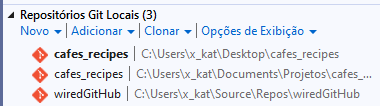 Repositórios Git Locais (3)
Novo Adicionar Clonar Opções de Exibição
cafes_recipes | C:\Users\x_kat\Desktop\cafes_recipes
cafes_recipes | C:\Users\x_kat\Documents\Projetos\cafes_...
wiredGitHub | C:\Users\x_kat\Source\Repos\wiredGitHub